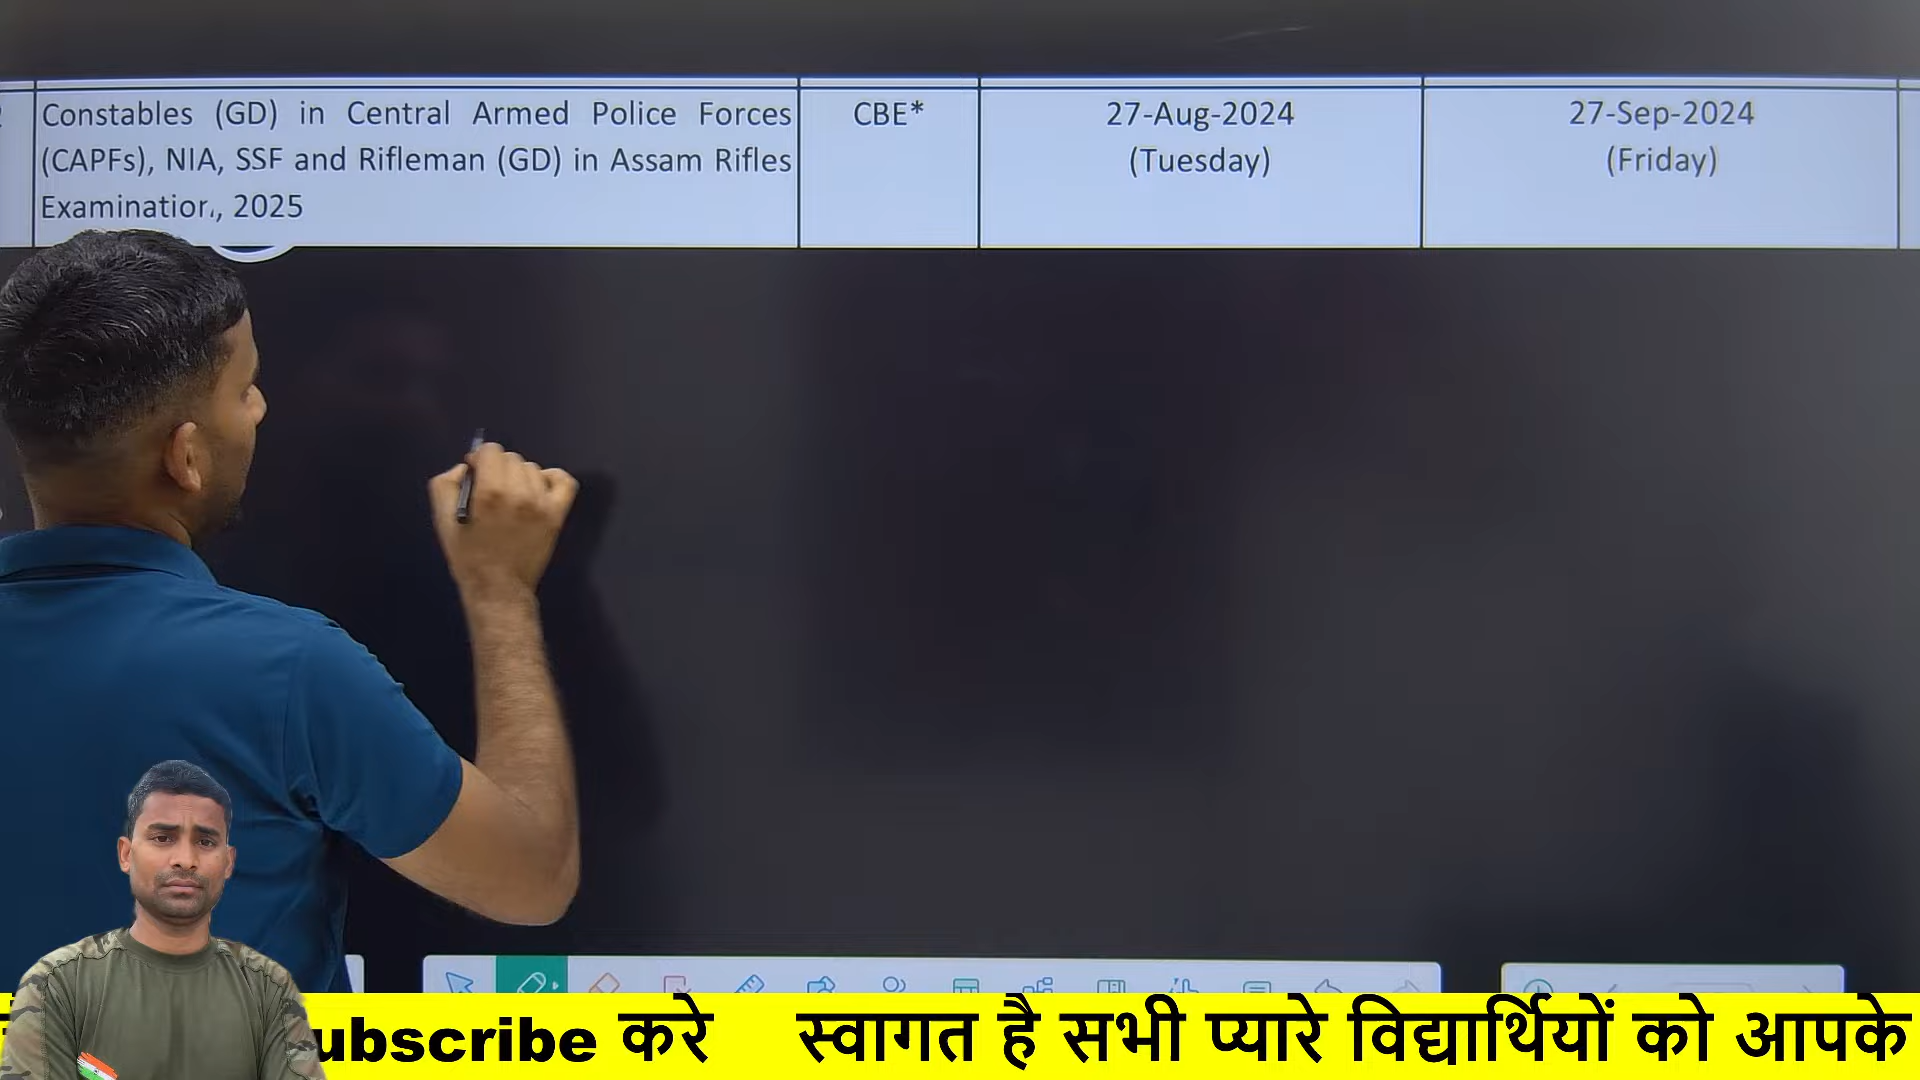 Constables (GD) in Central Armed Police Forces
(CAPFs), NIA, SSF and Rifleman (GD) in Assam Rifles
Examination, 2025
CBE*
27-Aug-2024
(Tuesday)
27-Sep-2024
(Friday)
ubscribe करे स्वागत है सभी प्यारे विद्यार्थियों को आपके